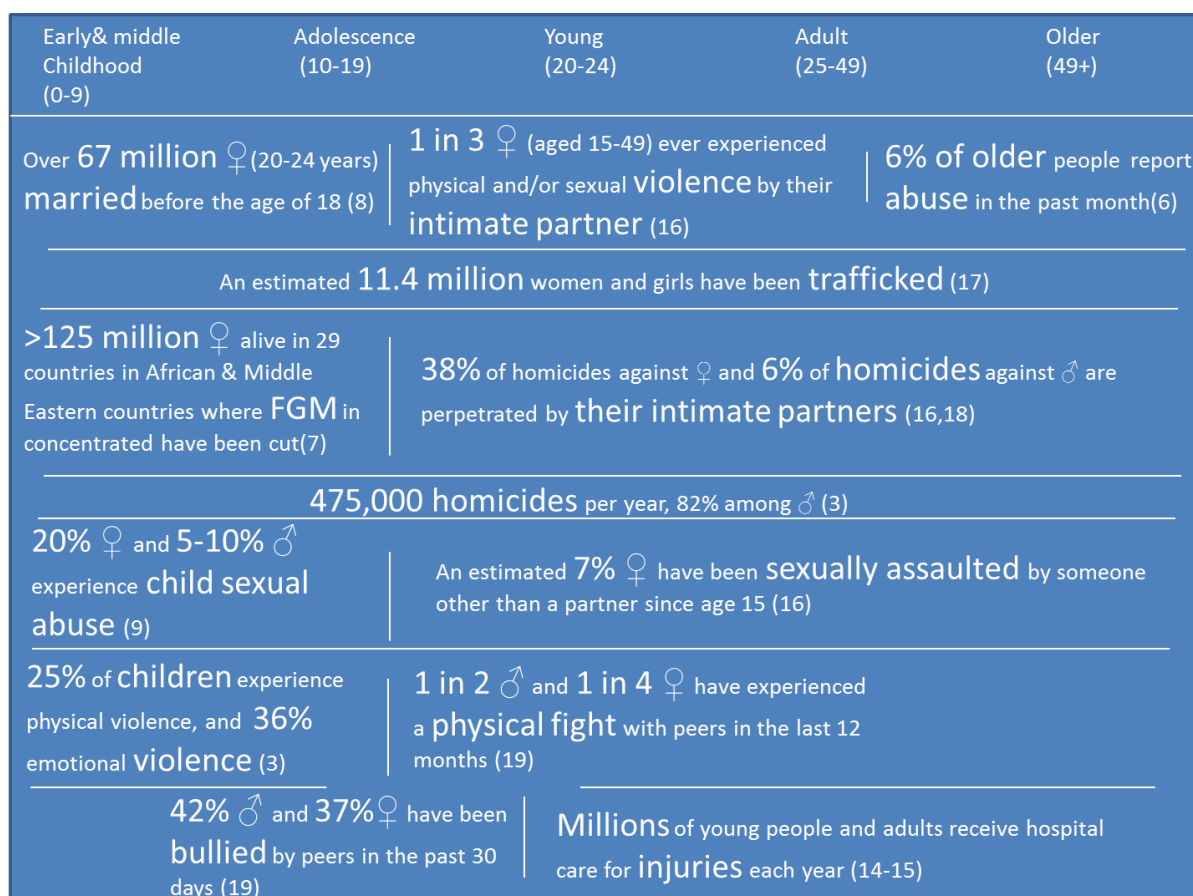 Early& middle
Childhood
(0-9)
Adolescence
(10-19)
Young
(20-24)
Adult
(25-49)
Older
(49+)
Over 67 million ♀(20-24 years)
married before the age of 18 (8)
1 in 3 ♀ (aged 15-49) ever experienced
physical and/or sexual violence by their
intimate partner (16)
6% of older people report
abuse in the past month(6)
An estimated 11.4 million women and girls have been trafficked (17)
>125 million ♀ alive in 29
countries in African & Middle
Eastern countries where FGM in
concentrated have been cut(7)
38% of homicides against ♀ and 6% of homicides against ♂ are
perpetrated by their intimate partners (16,18)
475,000 homicides per year, 82% among ♂ (3)
20% ♀ and 5-10% ♂
experience child sexual
abuse (9)
An estimated 7% ♀ have been sexually assaulted by someone
other than a partner since age 15 (16)
25% of children experience
physical violence, and 36%
emotional violence (3)
1 in 2 ♂ and 1 in 4 ♀ have experienced
a physical fight with peers in the last 12
months (19)
42% ♂ and 37%♀ have been
bullied by peers in the past 30
days (19)
Millions of young people and adults receive hospital
care for injuries each year (14-15)